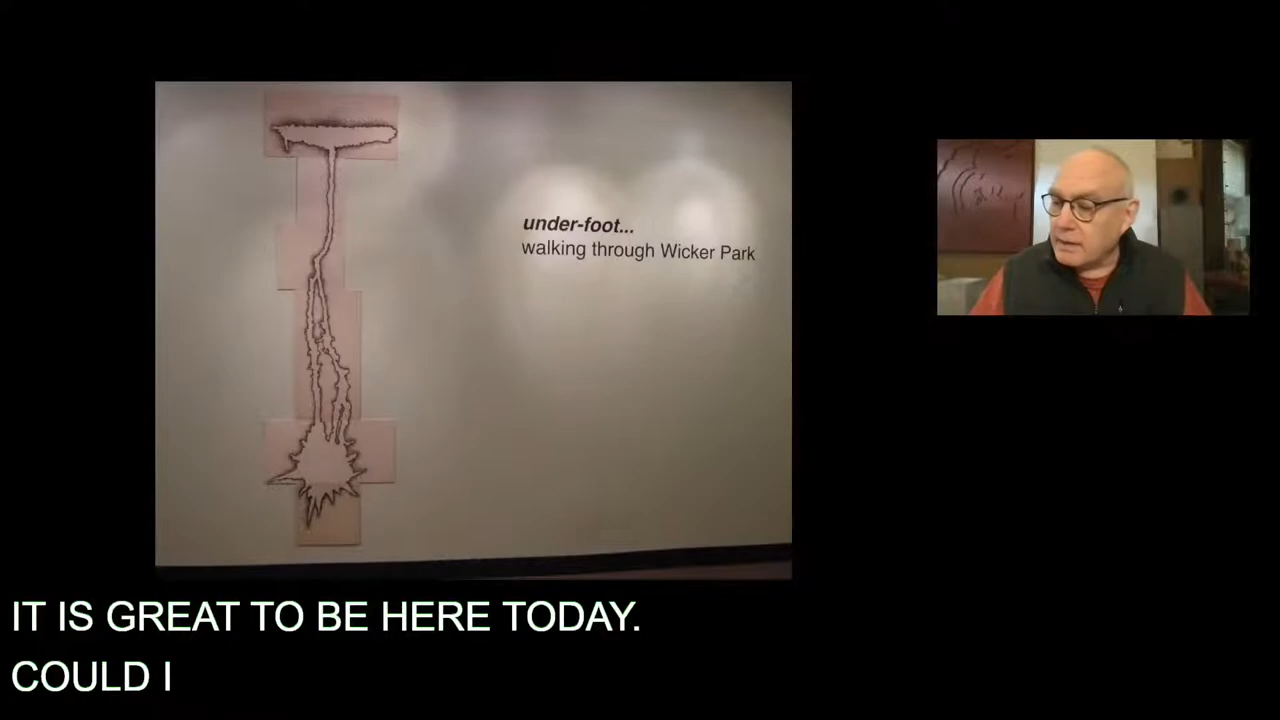 under-foot...
walking through Wicker Park
IT IS GREAT TO BE HERE TODAY.
COULD I